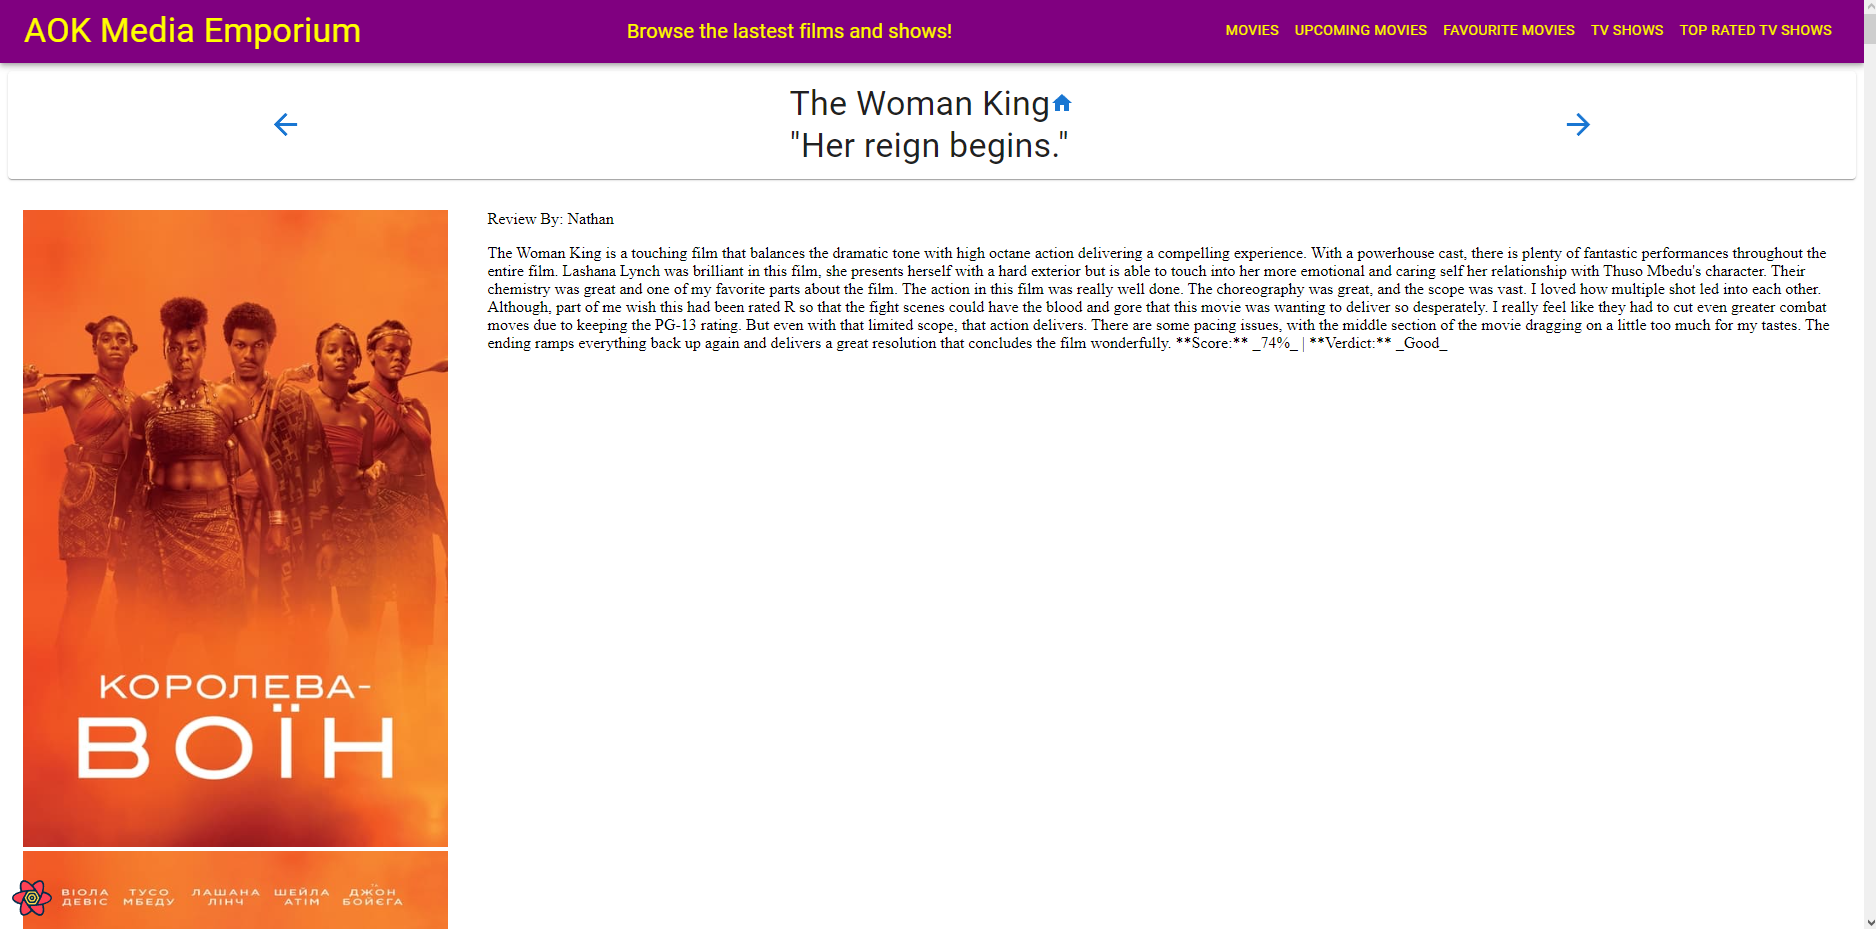 AOK Media Emporium
Browse the lastest films and shows!
MOVIES UPCOMING MOVIES FAVOURITE MOVIES TV SHOWS TOP RATED TV SHOWS
The Woman King
"Her reign begins."
Review By: Nathan
The Woman King is a touching film that balances the dramatic tone with high octane action delivering a compelling experience. With a powerhouse cast, there is plenty of fantastic performances throughout the
entire film. Lashana Lynch was brilliant in this film, she presents herself with a hard exterior but is able to touch into her more emotional and caring self her relationship with Thuso Mbedu's character. Their
chemistry was great and one of my favorite parts about the film. The action in this film was really well done. The choreography was great, and the scope was vast. I loved how multiple shot led into each other.
Although, part of me wish this had been rated R so that the fight scenes could have the blood and gore that this movie was wanting to deliver so desperately. I really feel like they had to cut even greater combat
moves due to keeping the PG-13 rating. But even with that limited scope, that action delivers. There are some pacing issues, with the middle section of the movie dragging on a little too much for my tastes. The
ending ramps everything back up again and delivers a great resolution that concludes the film wonderfully. **Score:** _74%_ | **Verdict:** _Good_
КОРОЛЕВА-
ВОЇН
ВІОЛА ТУСО ЛАШАНА ШЕЙЛА ТА ДЖОН
ДЕВІС МБЕДУ ЛІНЧ АТІМ БОЙЄГА